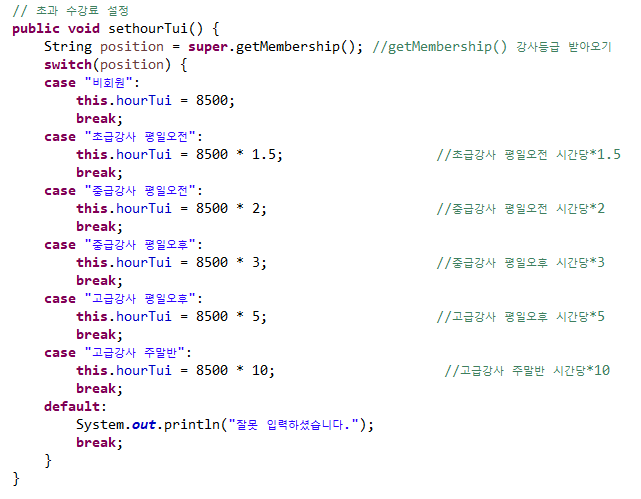 // 초과 수강료 설정
public void sethourTui() {
    String position = super.getMembership(); //getMembership() 강사등급 받아오기
    switch(position) {
    case "비회원":
        this.hourTui = 8500;
        break;
    case "초급강사 평일오전":
        this.hourTui = 8500 * 1.5;                   //초급강사 평일오전 시간당*1.5
        break;
    case "중급강사 평일오전":
        this.hourTui = 8500 * 2;                     //중급강사 평일오전 시간당*2
        break;
    case "중급강사 평일오후":
        this.hourTui = 8500 * 3;                     //중급강사 평일오후 시간당*3
        break;
    case "고급강사 평일오후":
        this.hourTui = 8500 * 5;                     //고급강사 평일오후 시간당*5
        break;
    case "고급강사 주말반":
        this.hourTui = 8500 * 10;                     //고급강사 주말반 시간당*10
        break;
    default:
        System.out.println("잘못 입력하셨습니다.");
        break;
    }
}